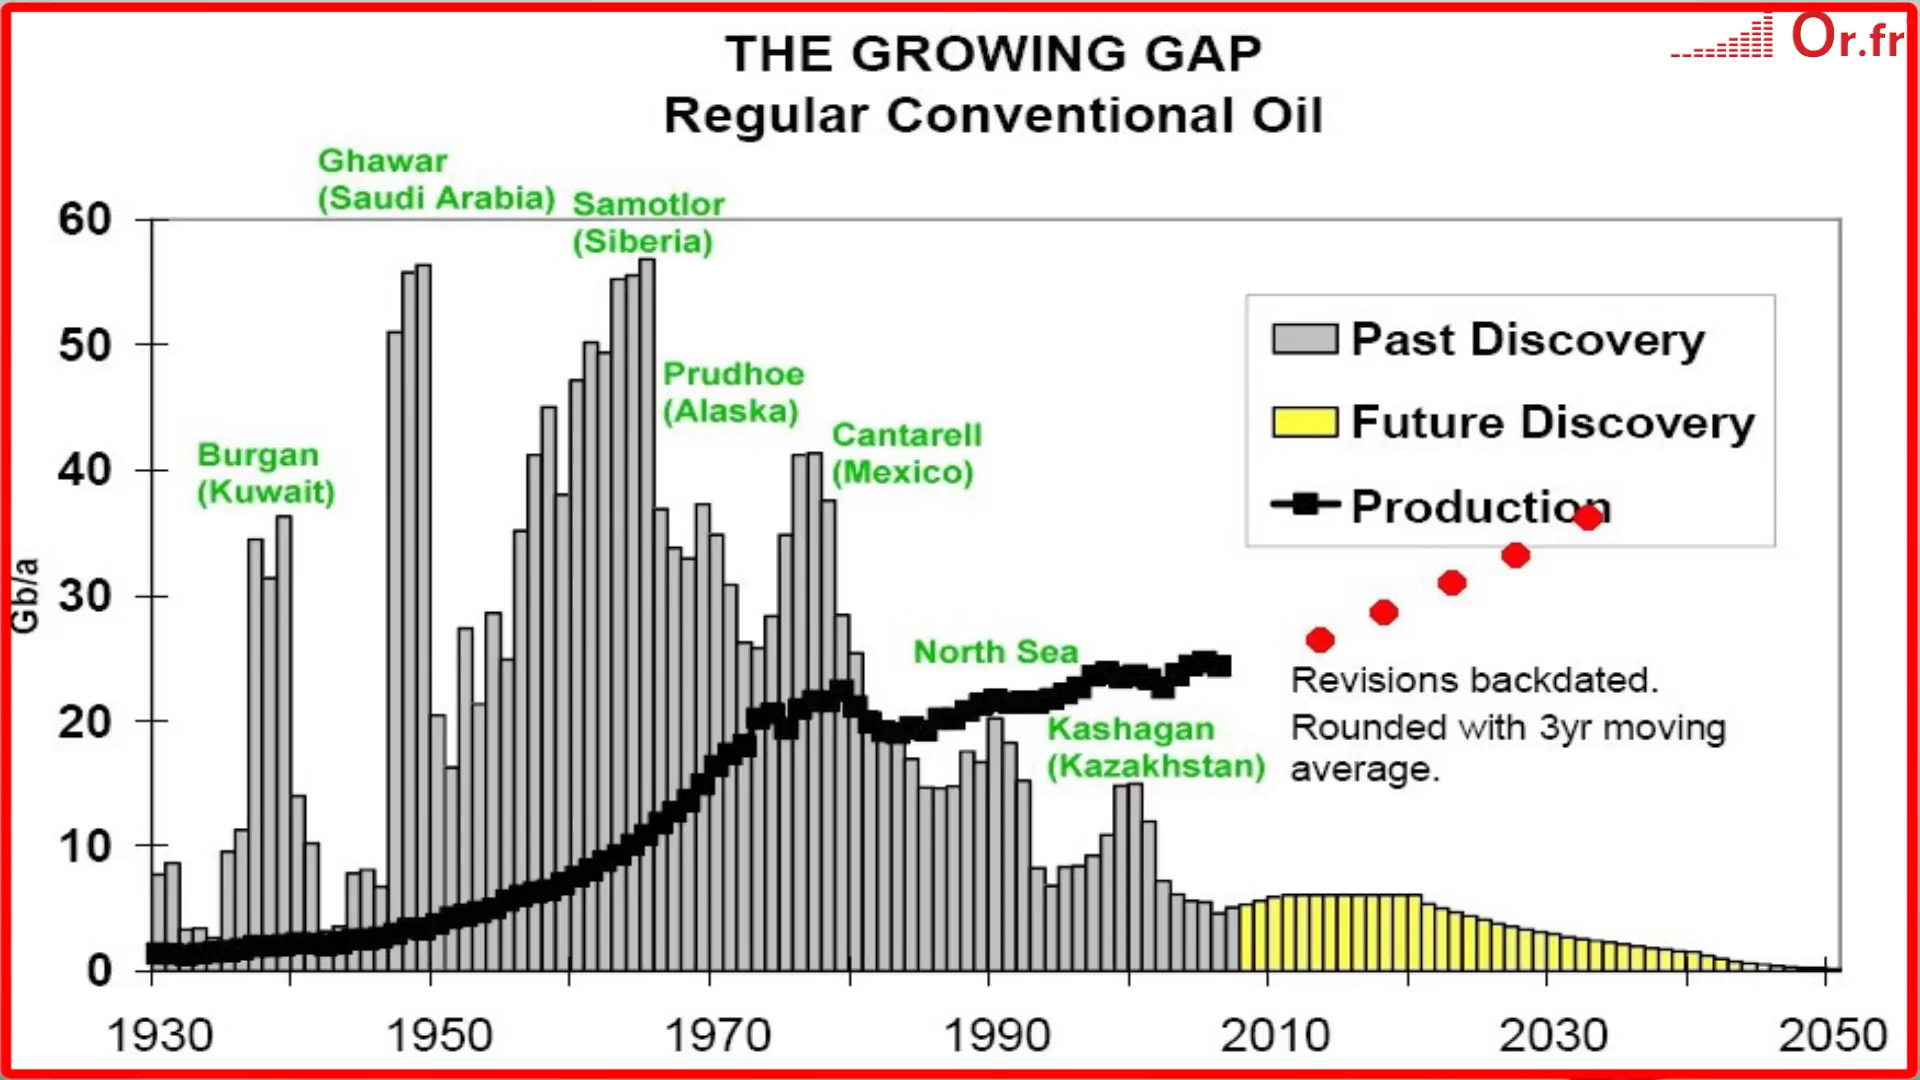 Or.fr
THE GROWING GAP
Regular Conventional Oil
Ghawar
(Saudi Arabia)
Samotlor
(Siberia)
Prudhoe
(Alaska)
Cantarell
(Mexico)
Burgan
(Kuwait)
North Sea
Kashagan
(Kazakhstan)
Past Discovery
Future Discovery
Production
Revisions backdated.
Rounded with 3yr moving
average.
Gb/a
60
50
40
30
20
10
0
1930 1950 1970 1990 2010 2030 2050